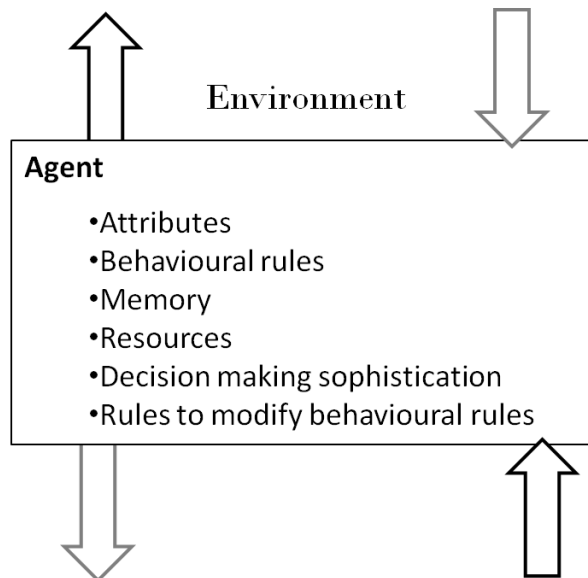 Environment
Agent
•Attributes
•Behavioural rules
•Memory
•Resources
•Decision making sophistication
•Rules to modify behavioural rules